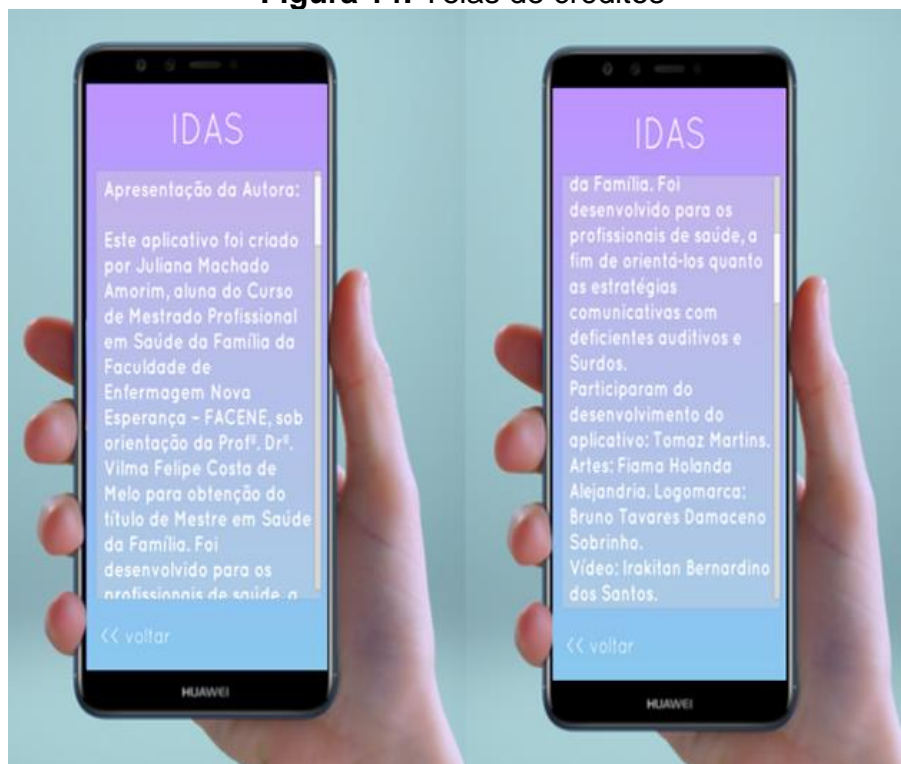 Figura 14. Telas de créditos
IDAS
Apresentação da Autora:
Este aplicativo foi criado
por Juliana Machado
Amorim, aluna do Curso
de Mestrado Profissional
em Saúde da Família da
Faculdade de
Enfermagem Nova
Esperança – FACENE, sob
orientação da Profª. Drª.
Vilma Felipe Costa de
Melo para obtenção do
título de Mestre em Saúde
da Família. Foi
desenvolvido para os
profissionais de saúde, a
<< voltar
HUAWEI
IDAS
da Família. Foi
desenvolvido para os
profissionais de saúde, a
fim de orientá-los quanto
as estratégias
comunicativas com
deficientes auditivos e
Surdos.
Participaram do
desenvolvimento do
aplicativo: Tomaz Martins.
Artes: Fiama Holanda
Alejandria. Logomarca:
Bruno Tavares Damaceno
Sobrinho.
Vídeo: Irakitan Bernardino
dos Santos.
<< voltar
HUAWEI